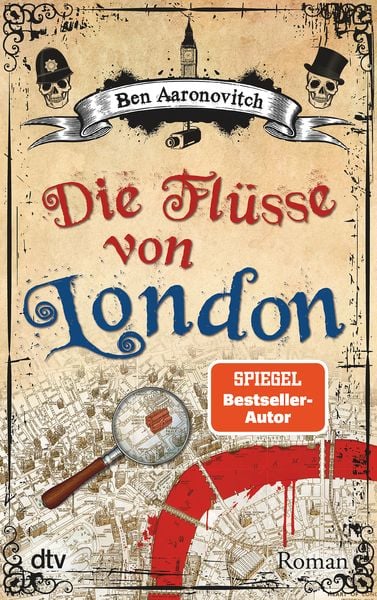 Ben Aaronovitch
Die Flüsse
von
London
SPIEGEL
Bestseller-
Autor
dtv
Roman